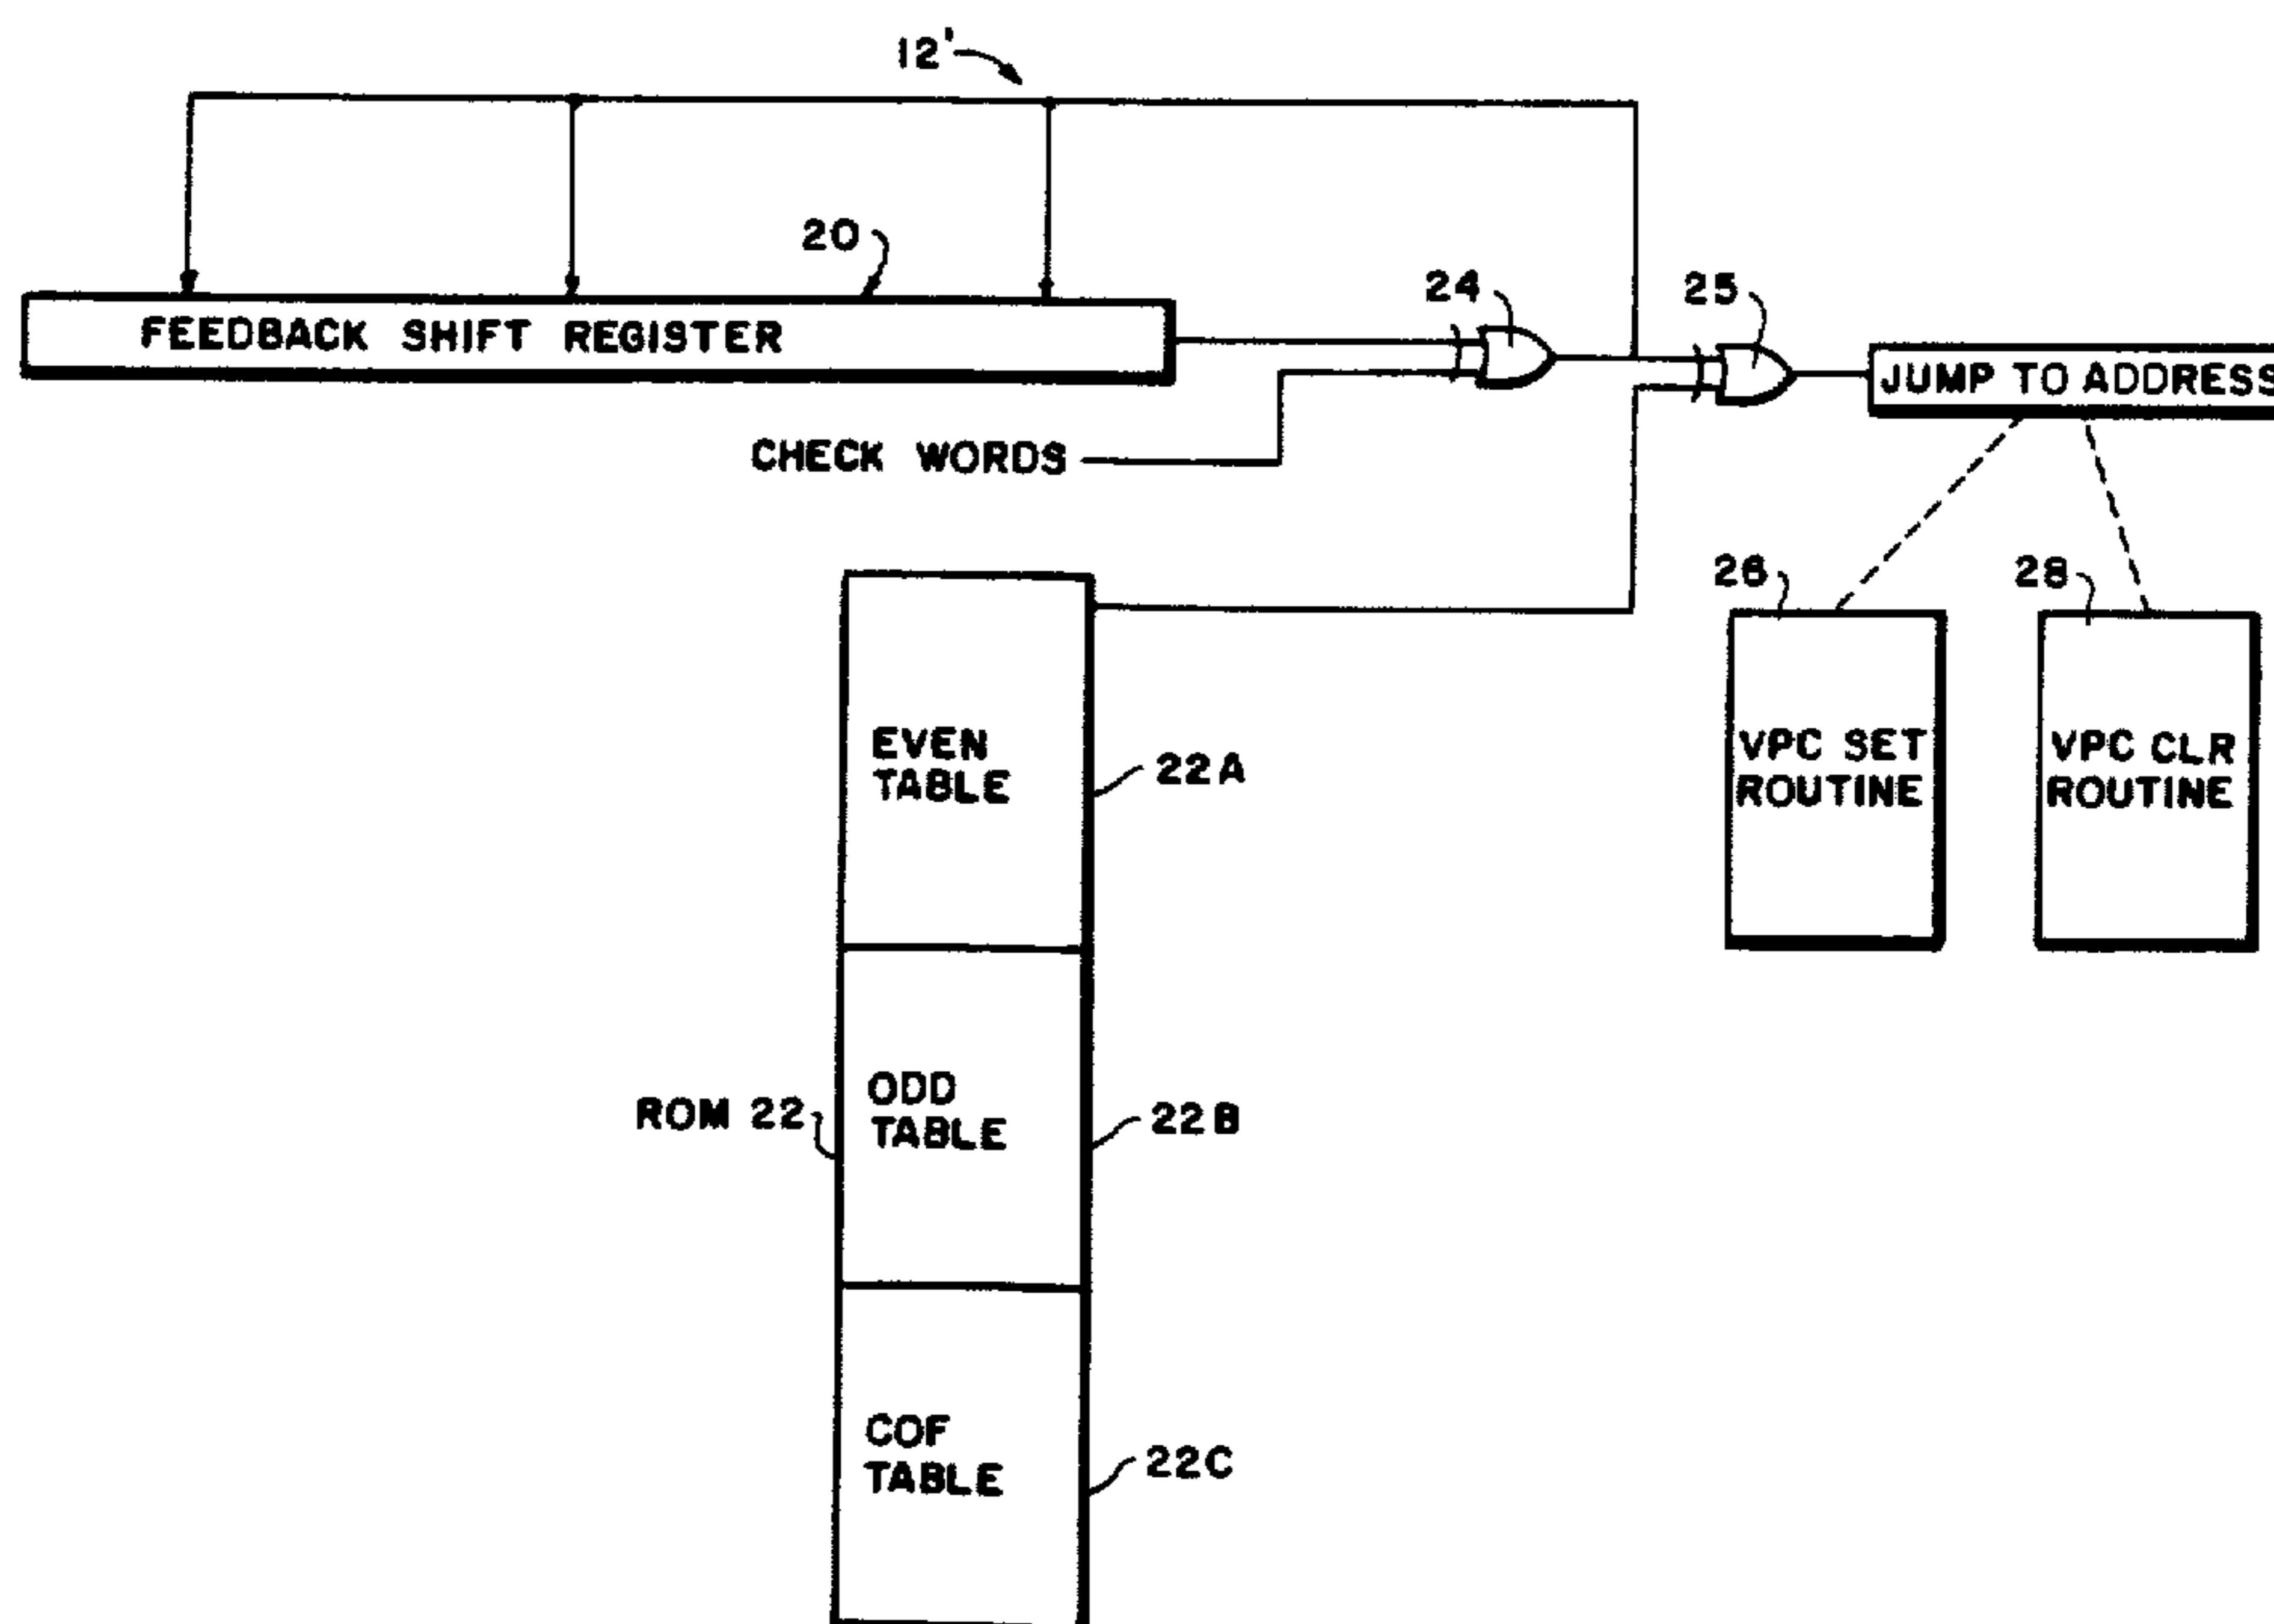 12'
20
24
25
FEEDBACK SHIFT REGISTER
JUMP TO ADDRESS
CHECK WORDS
26
28
EVEN
TABLE
22A
VPC SET
ROUTINE
VPC CLR
ROUTINE
ODD
TABLE
ROM 22
22B
COF
TABLE
22C